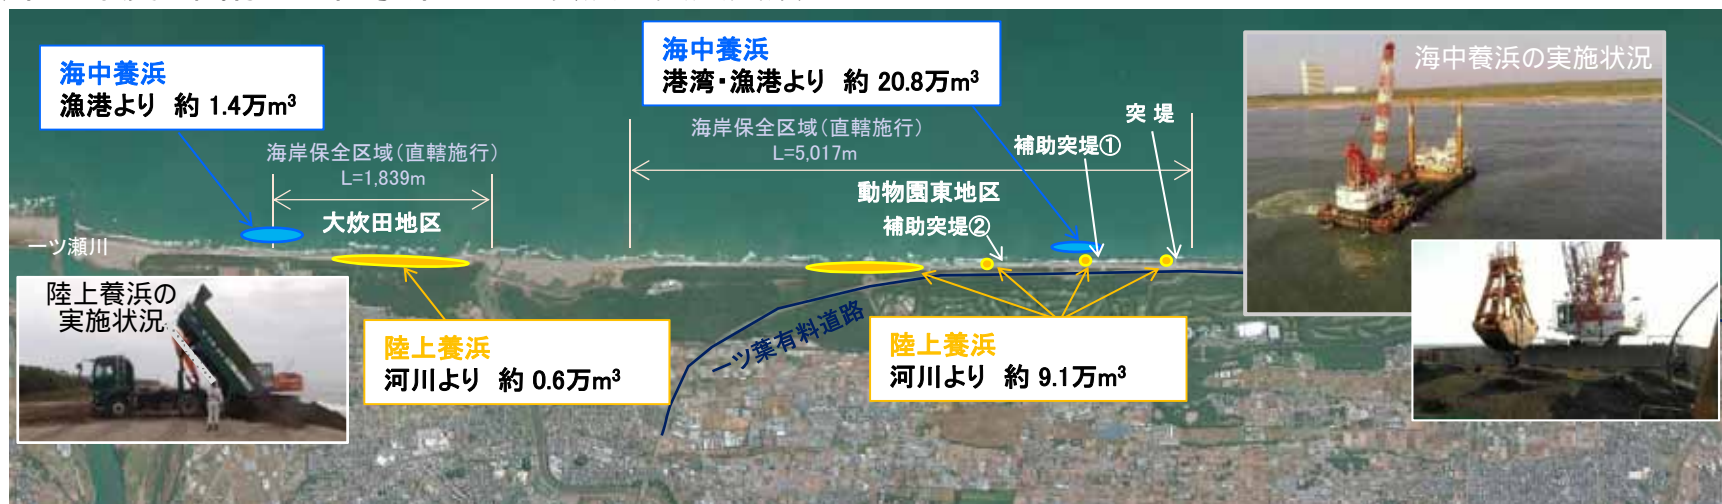 海中養浜
漁港より 約 1.4万m³
海中養浜
港湾・漁港より 約 20.8万m³
海中養浜の実施状況
海岸保全区域(直轄施行)
L=1,839m
海岸保全区域(直轄施行)
L=5,017m
突 堤
補助突堤①
大炊田地区
動物園東地区
補助突堤②
一ツ瀬川
陸上養浜の
実施状況
陸上養浜
河川より 約 0.6万m³
一ツ葉有料道路
陸上養浜
河川より 約 9.1万m³